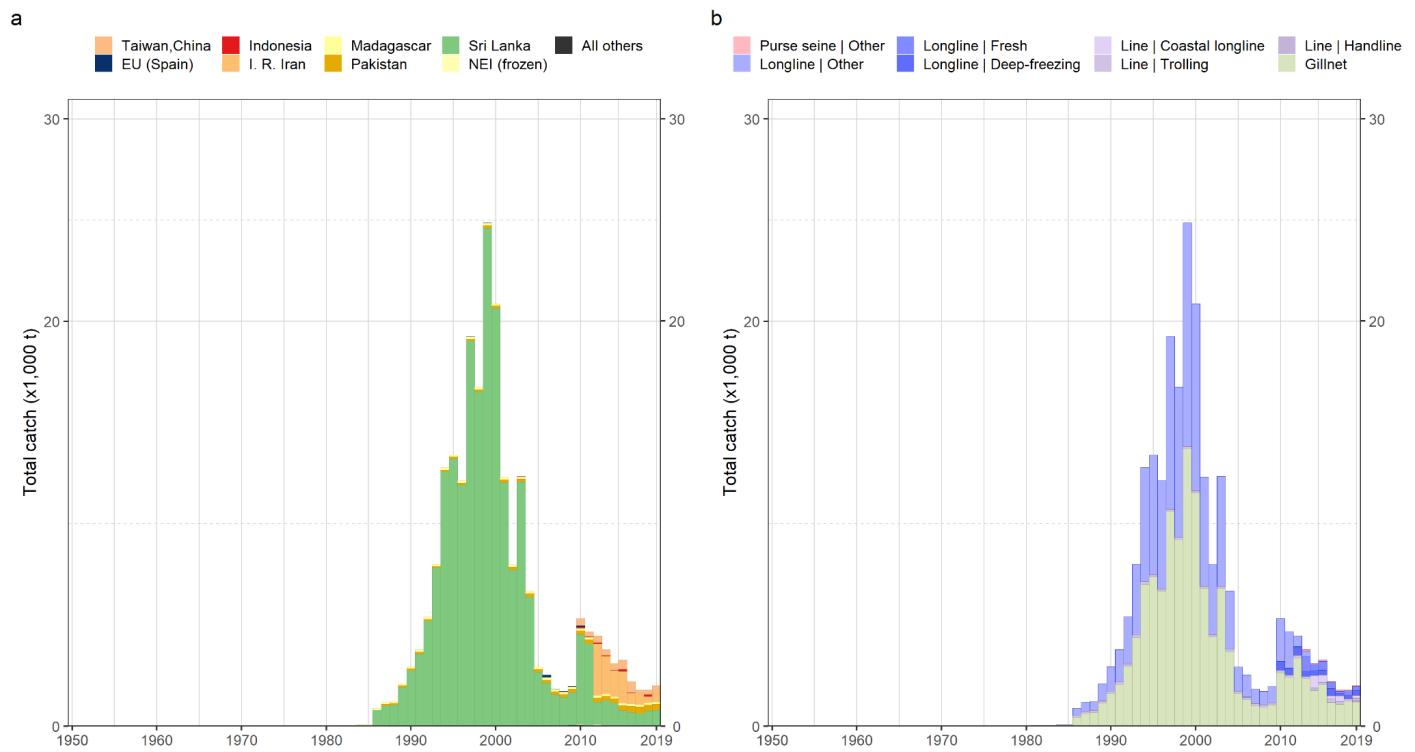 a
Taiwan,China Indonesia Madagascar Sri Lanka All others
EU (Spain) I. R. Iran Pakistan NEI (frozen)
30 30
20 20
0 0
Total catch (x1,000 t)
1950 1960 1970 1980 1990 2000 2010 2019
b
Purse seine | Other Longline | Fresh Line | Coastal longline Line | Handline
Longline | Other Longline | Deep-freezing Line | Trolling Gillnet
30 30
20 20
0 0
Total catch (x1,000 t)
1950 1960 1970 1980 1990 2000 2010 2019